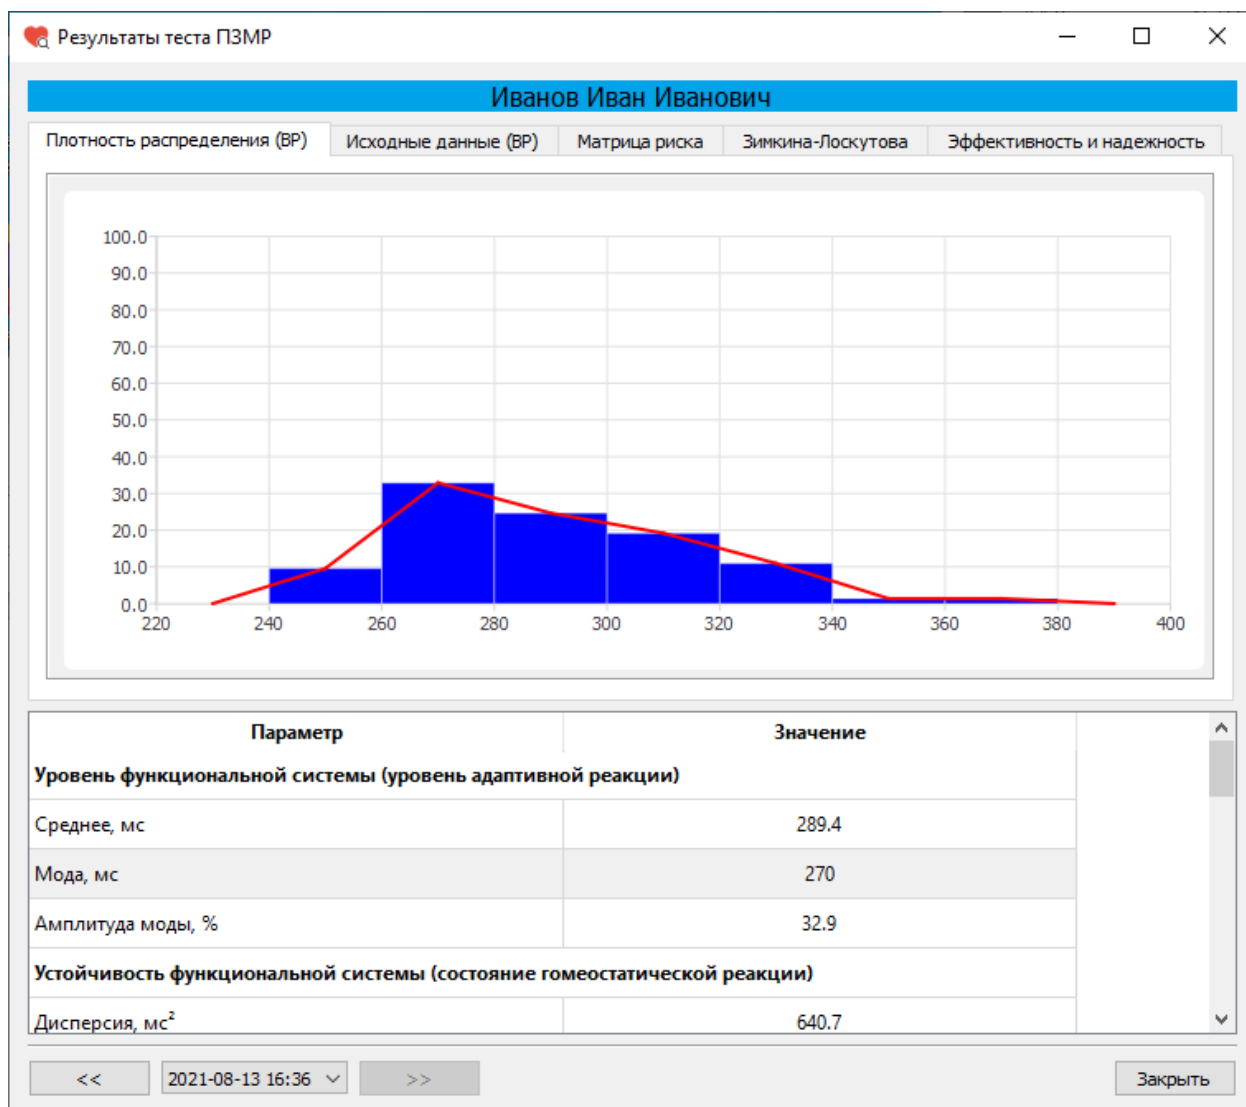 Результаты теста ПЗМР
Иванов Иван Иванович
Плотность распределения (ВР) Исходные данные (ВР) Матрица риска Зимкина-Лоскутова Эффективность и надежность
100.0
90.0
80.0
70.0
60.0
50.0
40.0
30.0
20.0
10.0
0.0
220 240 260 280 300 320 340 360 380 400
Параметр Значение
Уровень функциональной системы (уровень адаптивной реакции)
Среднее, мс 289.4
Мода, мс 270
Амплитуда моды, % 32.9
Устойчивость функциональной системы (состояние гомеостатической реакции)
Дисперсия, мс² 640.7
<< 2021-08-13 16:36 >> Закрыть